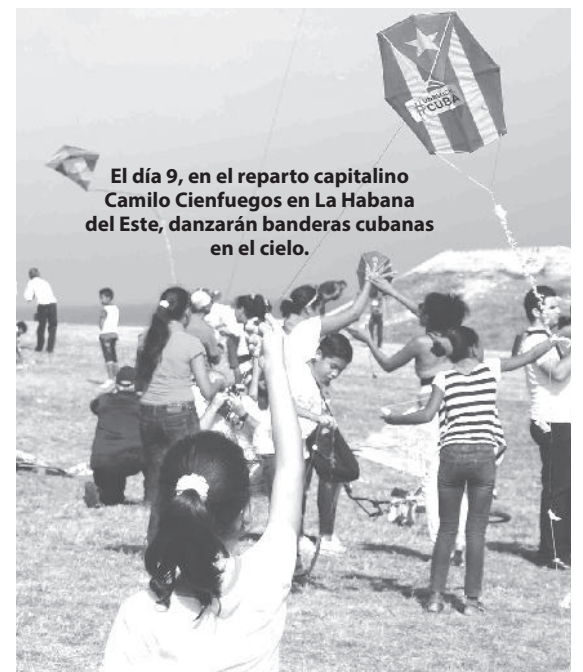 CUBA
El día 9, en el reparto capitalino
Camilo Cienfuegos en La Habana
del Este, danzarán banderas cubanas
en el cielo.